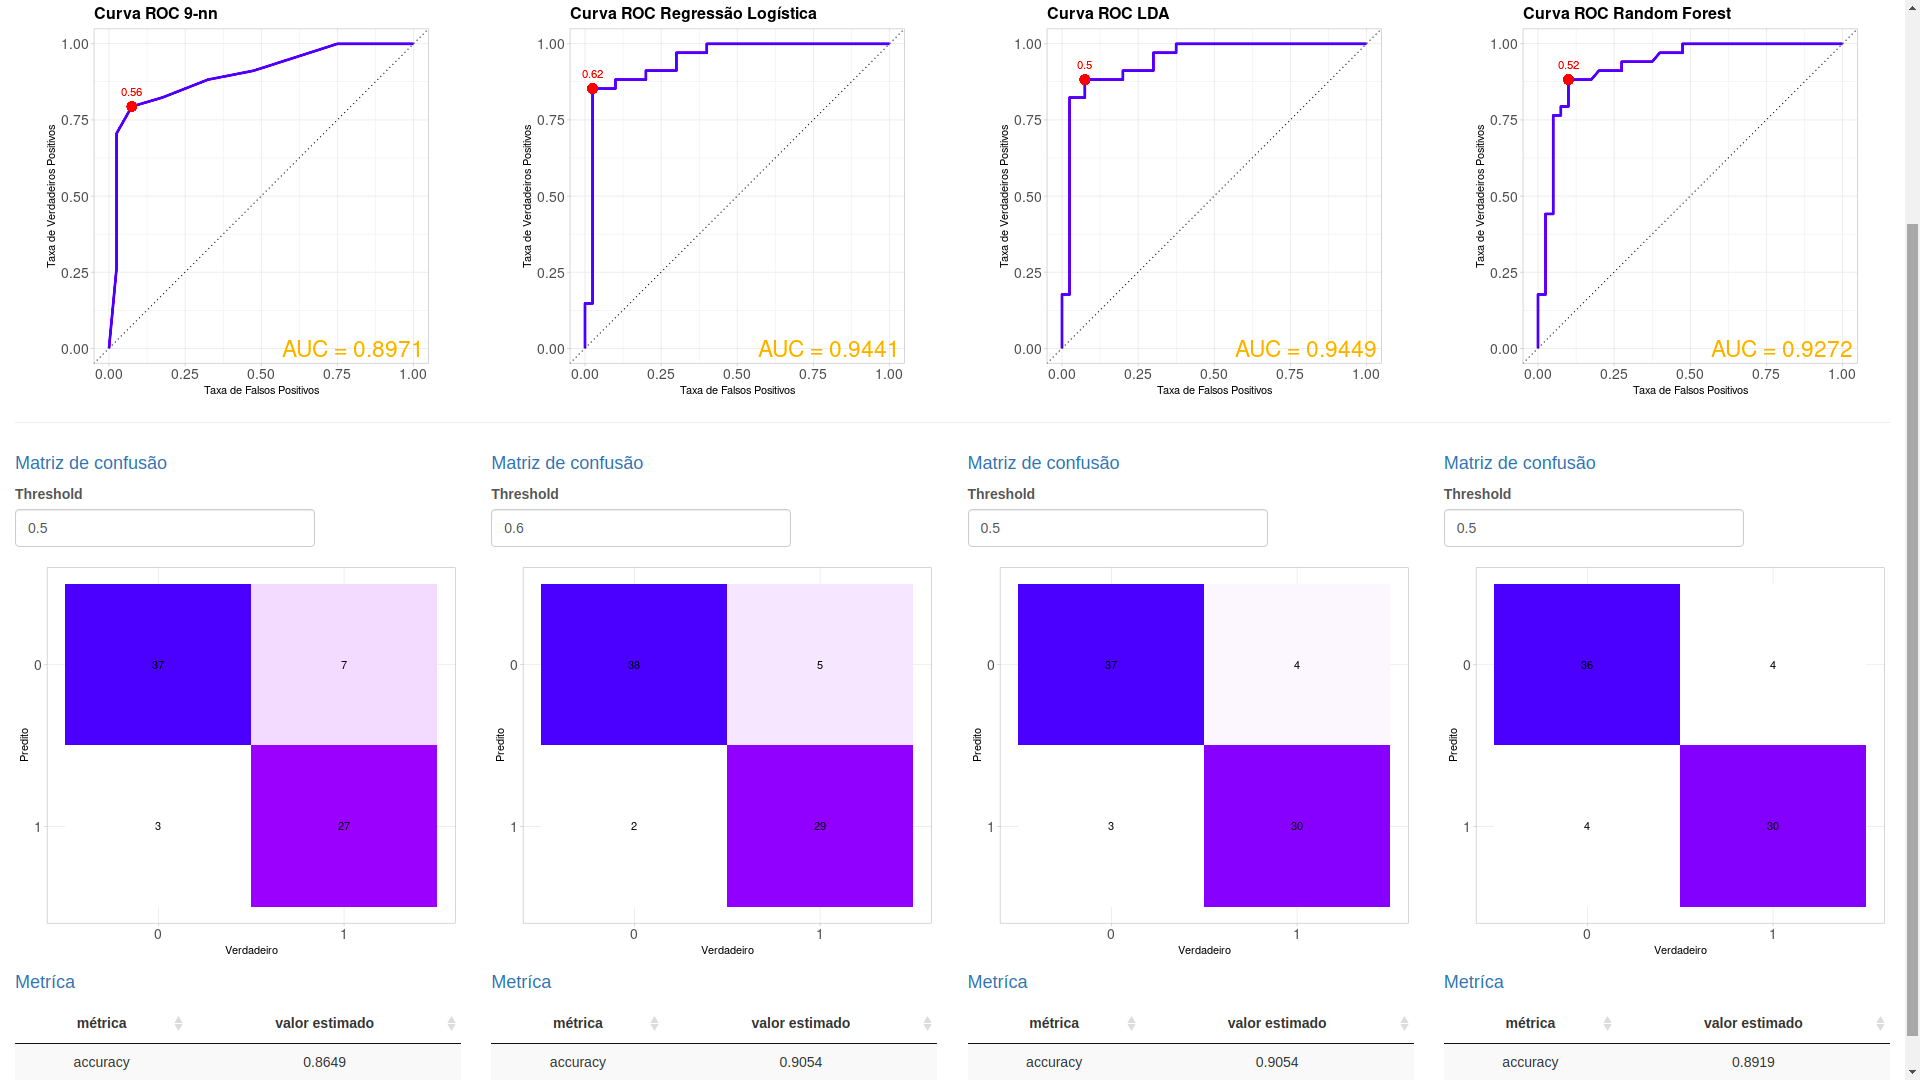 Curva ROC 9-nn
1.00
0.75
0.50
0.25
0.00
0.56
AUC = 0.8971
0.00 0.25 0.50 0.75 1.00
Taxa de Falsos Positivos
Taxa de Verdadeiros Positivos
Curva ROC Regressão Logística
1.00
0.75
0.50
0.25
0.00
0.62
AUC = 0.9441
0.00 0.25 0.50 0.75 1.00
Taxa de Falsos Positivos
Taxa de Verdadeiros Positivos
Curva ROC LDA
1.00
0.75
0.50
0.25
0.00
0.5
AUC = 0.9449
0.00 0.25 0.50 0.75 1.00
Taxa de Falsos Positivos
Taxa de Verdadeiros Positivos
Curva ROC Random Forest
1.00
0.75
0.50
0.25
0.00
0.52
AUC = 0.9272
0.00 0.25 0.50 0.75 1.00
Taxa de Falsos Positivos
Taxa de Verdadeiros Positivos
Matriz de confusão
Threshold
0.5
0 37 7
1 3 27
0 1
Verdadeiro
Predito
Metríca
métrica valor estimado
accuracy 0.8649
Matriz de confusão
Threshold
0.6
0 38 5
1 2 29
0 1
Verdadeiro
Predito
Metríca
métrica valor estimado
accuracy 0.9054
Matriz de confusão
Threshold
0.5
0 37 4
1 3 30
0 1
Verdadeiro
Predito
Metríca
métrica valor estimado
accuracy 0.9054
Matriz de confusão
Threshold
0.5
0 36 4
1 4 30
0 1
Verdadeiro
Predito
Metríca
métrica valor estimado
accuracy 0.8919